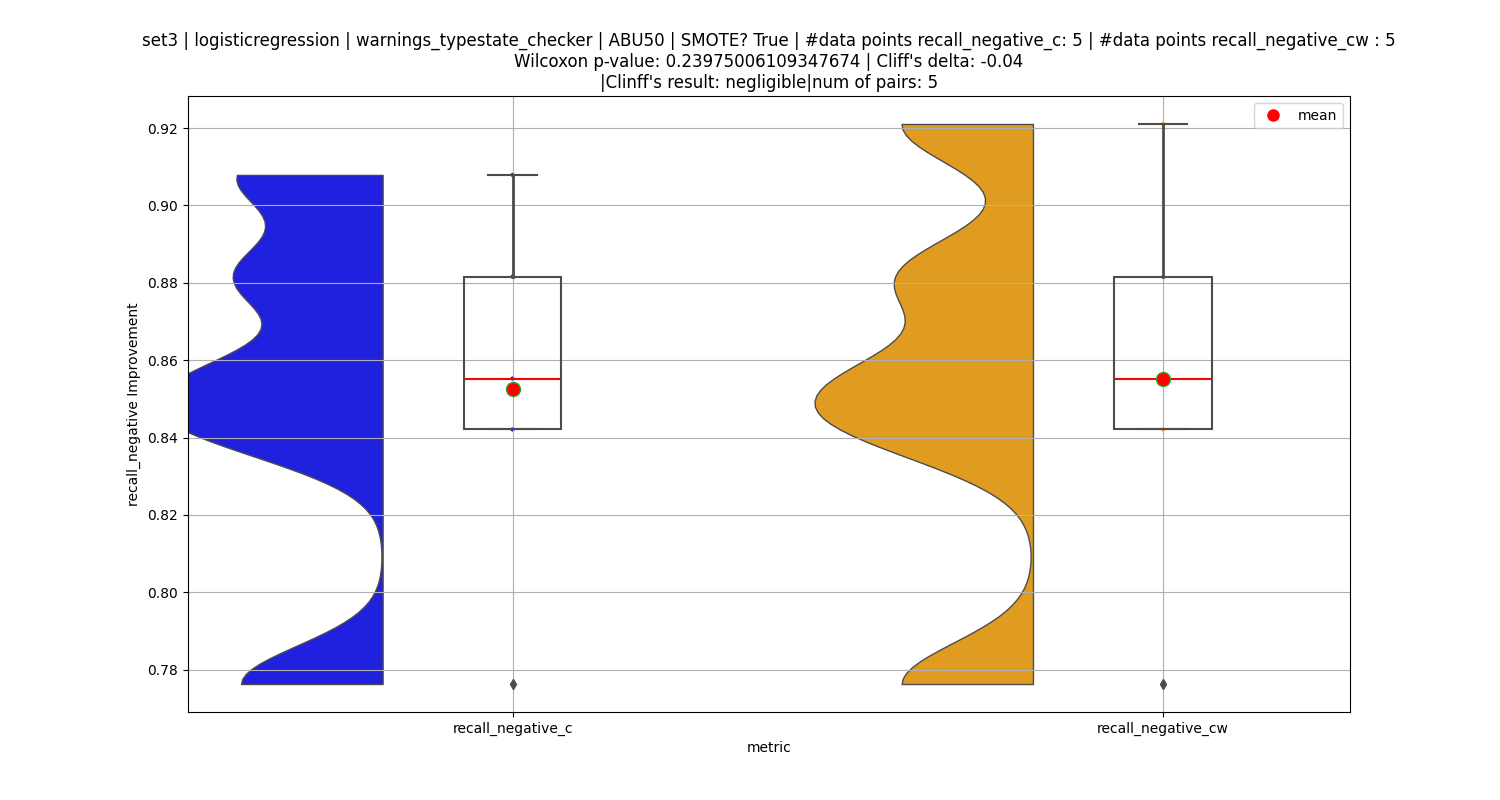 set3 | logisticregression | warnings_typestate_checker | ABU50 | SMOTE? True | #data points recall_negative_c: 5 | #data points recall_negative_cw : 5
Wilcoxon p-value: 0.23975006109347674 | Cliff's delta: -0.04
|Clinff's result: negligible|num of pairs: 5
mean
0.92
0.90
0.88
0.86
0.84
0.82
0.80
0.78
recall_negative Improvement
recall_negative_c
recall_negative_cw
metric